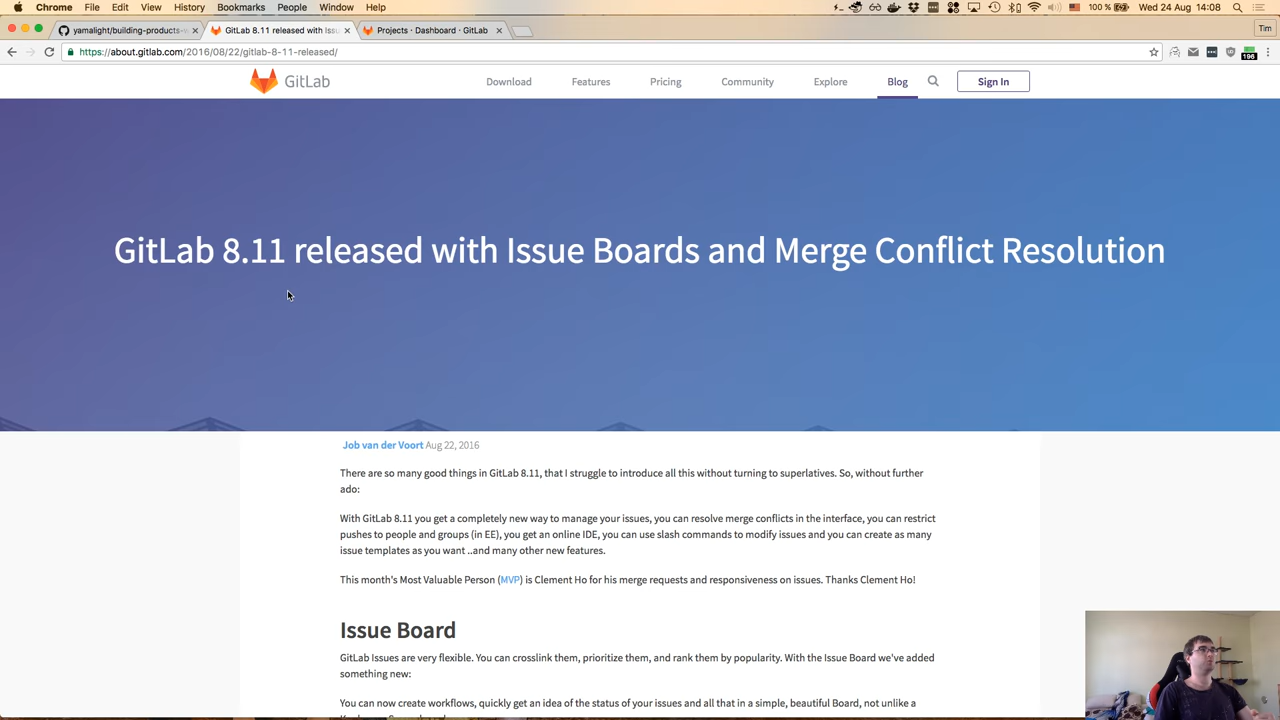 Chrome File Edit View History Bookmarks People Window Help 100 % Wed 24 Aug 14:08
yamalight/building-products- GitLab 8.11 released with Issu Projects · Dashboard · GitLab Tim
https://about.gitlab.com/2016/08/22/gitlab-8-11-released/ 196
GitLab Download Features Pricing Community Explore Blog Sign In
GitLab 8.11 released with Issue Boards and Merge Conflict Resolution
Job van der Voort Aug 22, 2016
There are so many good things in GitLab 8.11, that I struggle to introduce all this without turning to superlatives. So, without further
ado:
With GitLab 8.11 you get a completely new way to manage your issues, you can resolve merge conflicts in the interface, you can restrict
pushes to people and groups (in EE), you get an online IDE, you can use slash commands to modify issues and you can create as many
issue templates as you want ..and many other new features.
This month's Most Valuable Person (MVP) is Clement Ho for his merge requests and responsiveness on issues. Thanks Clement Ho!
Issue Board
GitLab Issues are very flexible. You can crosslink them, prioritize them, and rank them by popularity. With the Issue Board we've added
something new:
You can now create workflows, quickly get an idea of the status of your issues and all that in a simple, beautiful Board, not unlike a